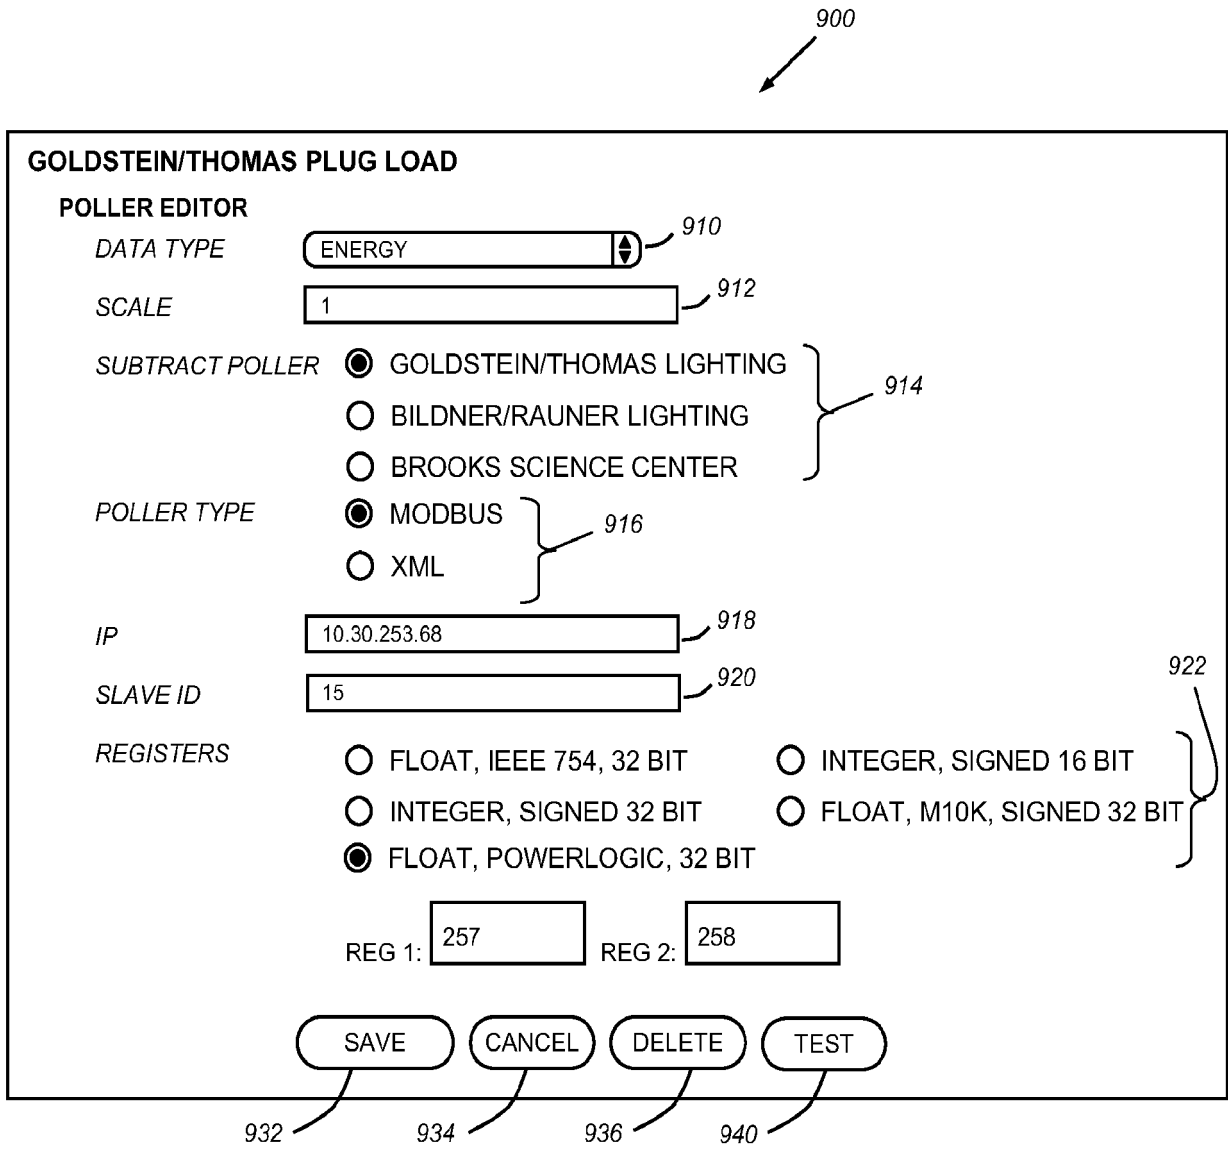 900
GOLDSTEIN/THOMAS PLUG LOAD
POLLER EDITOR
DATA TYPE ENERGY 910
SCALE 1 912
SUBTRACT POLLER GOLDSTEIN/THOMAS LIGHTING
914
BILDNER/RAUNER LIGHTING
BROOKS SCIENCE CENTER
POLLER TYPE MODBUS
916
XML
IP 10.30.253.68 918
SLAVE ID 15 920
922
REGISTERS FLOAT, IEEE 754, 32 BIT INTEGER, SIGNED 16 BIT
INTEGER, SIGNED 32 BIT FLOAT, M10K, SIGNED 32 BIT
FLOAT, POWERLOGIC, 32 BIT
REG 1: 257 REG 2: 258
SAVE CANCEL DELETE TEST
932 934 936 940